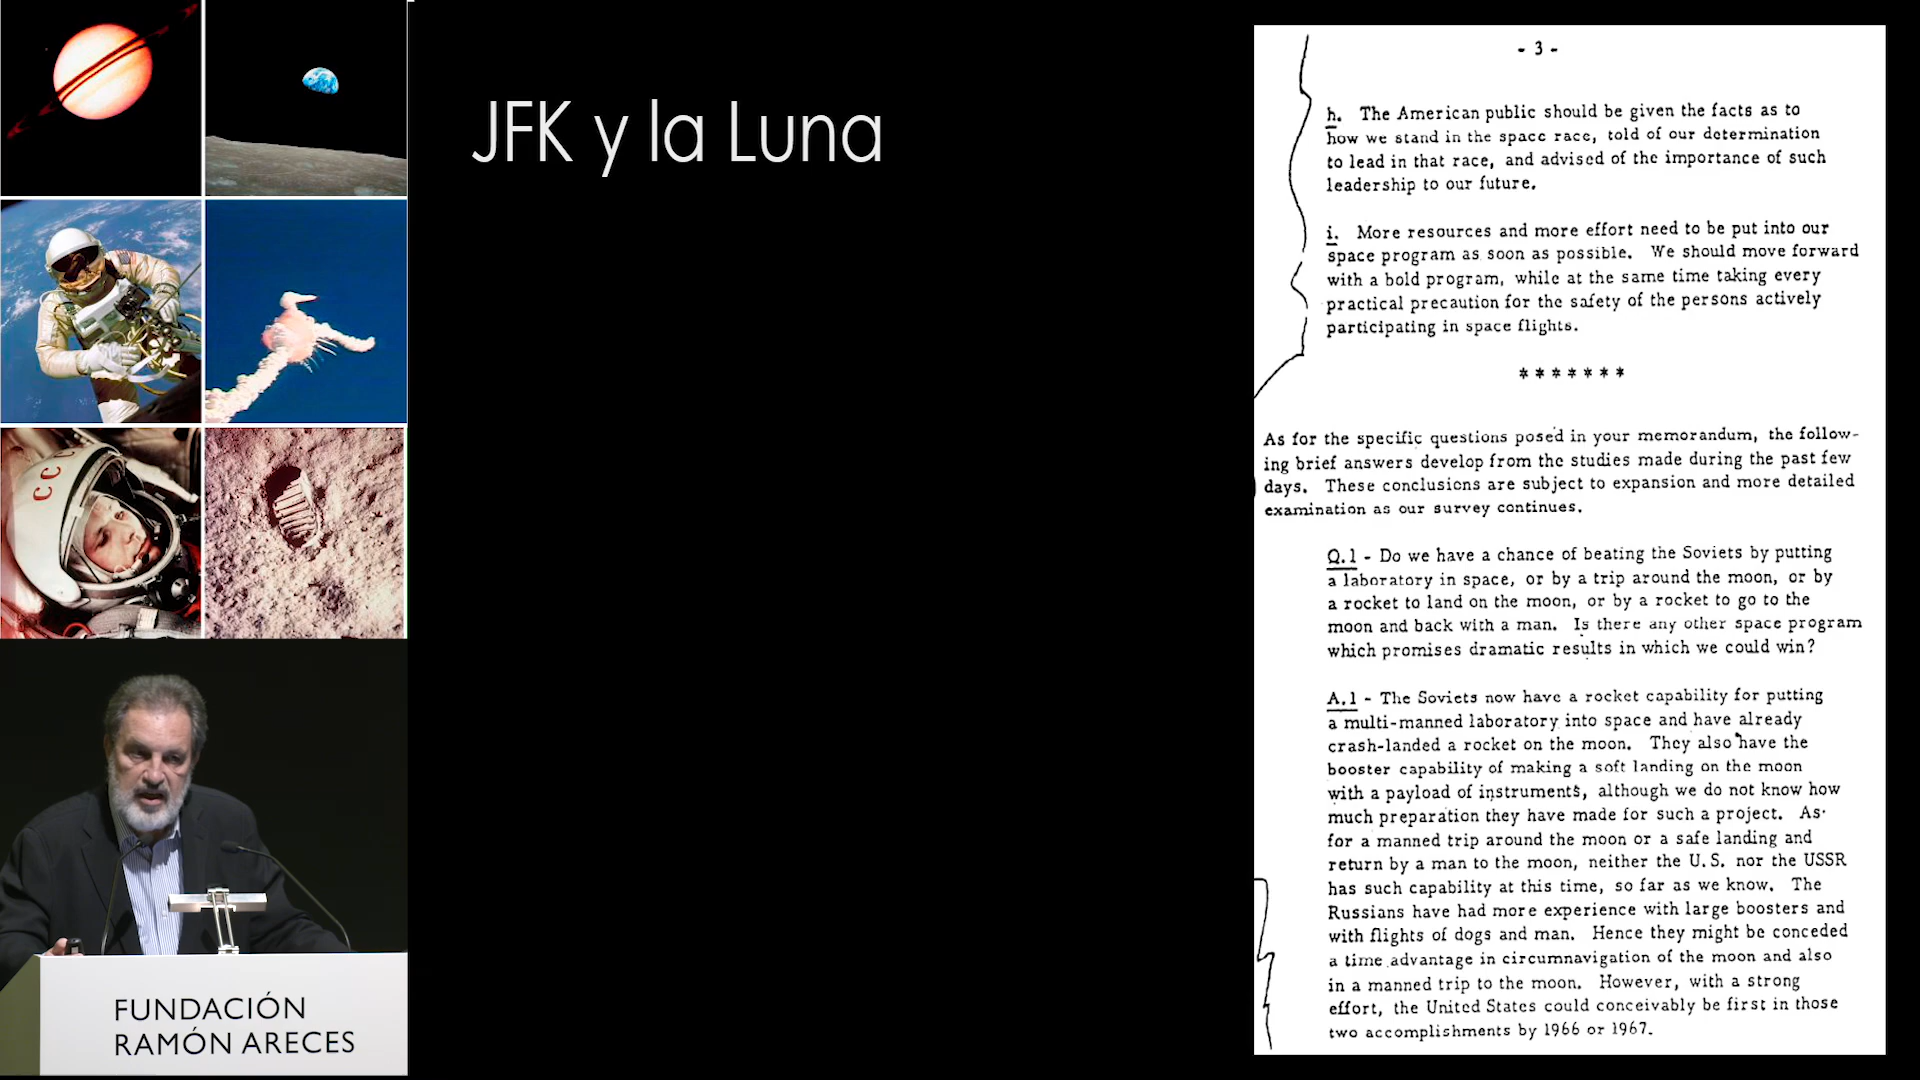 JFK y la Luna
- 3 -
h. The American public should be given the facts as to
how we stand in the space race, told of our determination
to lead in that race, and advised of the importance of such
leadership to our future.
i. More resources and more effort need to be put into our
space program as soon as possible. We should move forward
with a bold program, while at the same time taking every
practical precaution for the safety of the persons actively
participating in space flights.
* * * * * * *
As for the specific questions posed in your memorandum, the follow-
ing brief answers develop from the studies made during the past few
days. These conclusions are subject to expansion and more detailed
examination as our survey continues.
Q.1 - Do we have a chance of beating the Soviets by putting
a laboratory in space, or by a trip around the moon, or by
a rocket to land on the moon, or by a rocket to go to the
moon and back with a man. Is there any other space program
which promises dramatic results in which we could win?
A.1 - The Soviets now have a rocket capability for putting
a multi-manned laboratory into space and have already
crash-landed a rocket on the moon. They also have the
booster capability of making a soft landing on the moon
with a payload of instruments, although we do not know how
much preparation they have made for such a project. As
for a manned trip around the moon or a safe landing and
return by a man to the moon, neither the U.S. nor the USSR
has such capability at this time, so far as we know. The
Russians have had more experience with large boosters and
with flights of dogs and man. Hence they might be conceded
a time advantage in circumnavigation of the moon and also
in a manned trip to the moon. However, with a strong
effort, the United States could conceivably be first in those
two accomplishments by 1966 or 1967.
CCC
FUNDACIÓN
RAMÓN ARECES